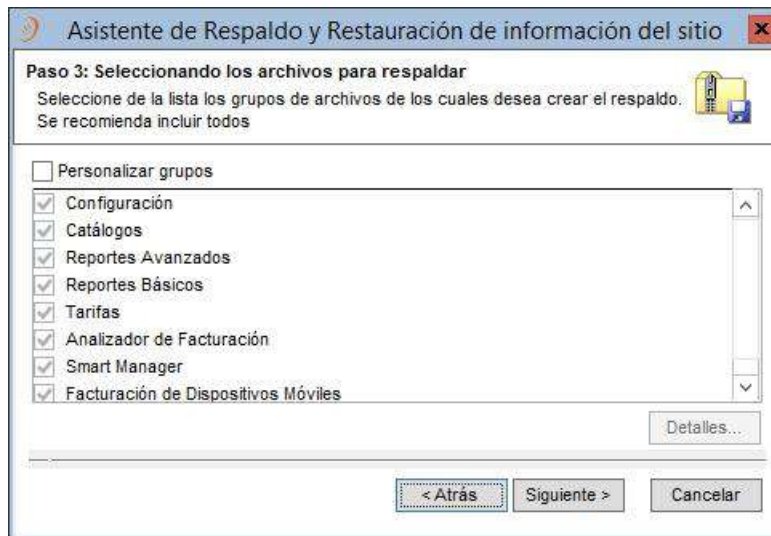 Asistente de Respaldo y Restauración de información del sitio
Paso 3: Seleccionando los archivos para respaldar
Seleccione de la lista los grupos de archivos de los cuales desea crear el respaldo.
Se recomienda incluir todos
Personalizar grupos
Configuración
Catálogos
Reportes Avanzados
Reportes Básicos
Tarifas
Analizador de Facturación
Smart Manager
Facturación de Dispositivos Móviles
Detalles...
< Atrás
Siguiente >
Cancelar